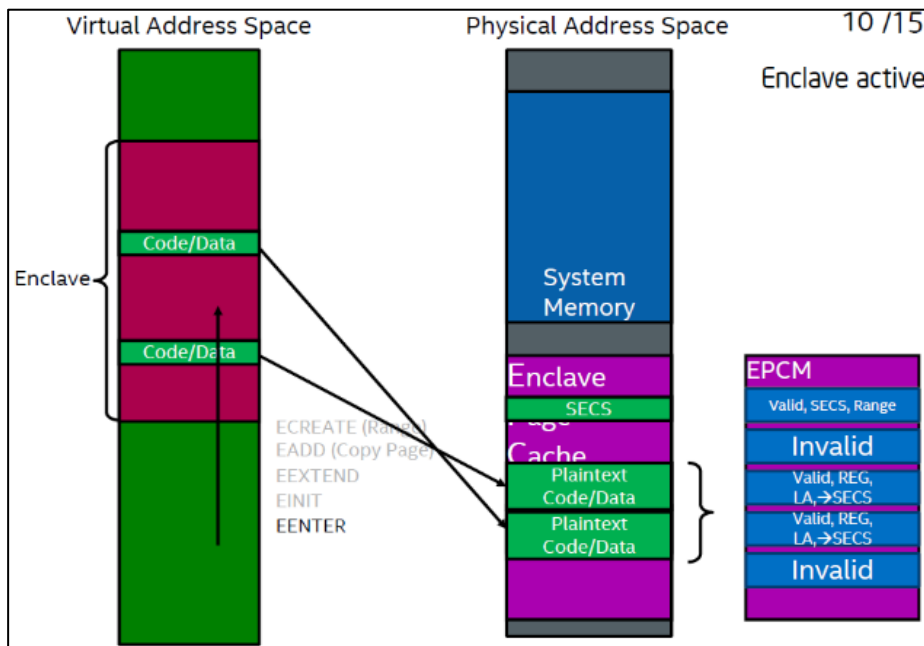 Virtual Address Space
Physical Address Space
10 /15
Enclave active
Code/Data
Enclave
Code/Data
ECREATE (Range)
EADD (Copy Page)
EEXTEND
EINIT
EENTER
System
Memory
Enclave
SECS
Page
Cache
Plaintext
Code/Data
Plaintext
Code/Data
EPCM
Valid, SECS, Range
Invalid
Valid, REG,
LA,→SECS
Valid, REG,
LA,→SECS
Invalid